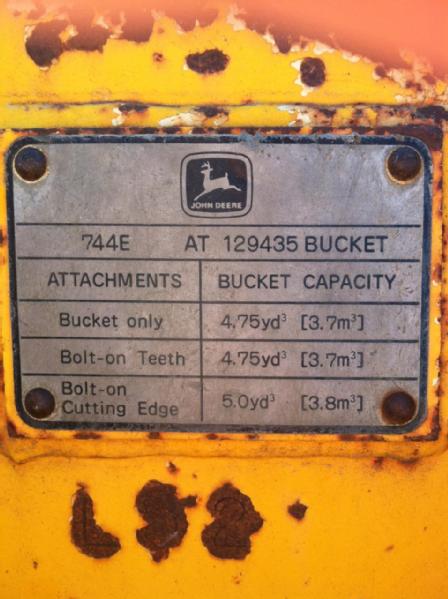 JOHN DEERE
744E AT 129435 BUCKET
ATTACHMENTS BUCKET CAPACITY
Bucket only 4.75yd³ [3.7m³]
Bolt-on Teeth 4.75yd³ [3.7m³]
Bolt-on
Cutting Edge 5.0yd³ [3.8m³]